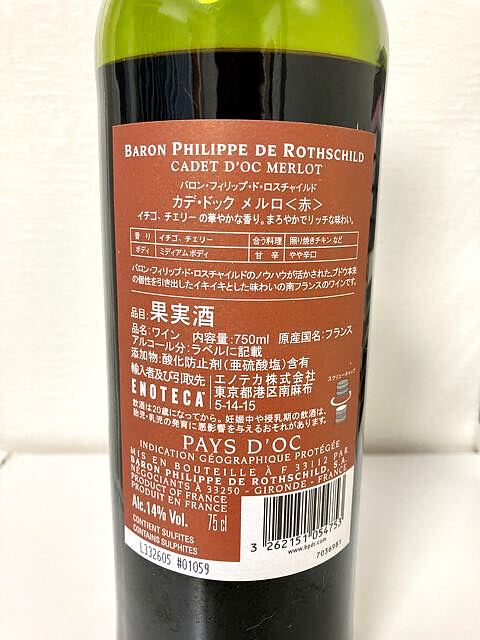 BARON PHILIPPE DE ROTHSCHILD
CADET D'OC MERLOT
バロン・フィリップ・ド・ロスチャイルド
カデ・ドック メルロ<赤>
イチゴ、チェリーの華やかな香り。まろやかでリッチな味わい。
香り イチゴ、チェリー 合う料理 照り焼きチキンなど
ボディ ミディアムボディ 甘辛 やや辛口
バロン・フィリップ・ド・ロスチャイルドのノウハウが活かされた、ブドウ本来
の個性を引き出したイキイキとした味わいの南フランスのワインです。
品目:果実酒
品名:ワイン 内容量:750ml 原産国名:フランス
アルコール分:ラベルに記載
添加物:酸化防止剤(亜硫酸塩)含有
スクリューキャップ
輸入者及び引取先 エノテカ株式会社
ENOTECA 東京都港区南麻布
5-14-15
飲酒は20歳になってから。妊娠中や授乳期の飲酒は、
胎児・乳児の発育に悪影響を与えるおそれがあります。
PAYS D'OC
INDICATION GÉOGRAPHIQUE PROTÉGÉE
MIS EN BOUTEILLE À F 33112 PAR
BARON PHILIPPE DE ROTHSCHILD, S.A.
NÉGOCIANTS À 33250 - GIRONDE - FRANCE
PRODUCT OF FRANCE
PRODUIT EN FRANCE
Alc.14% Vol. 75 cl
CONTIENT SULFITES
CONTAINS SULPHITES
L332605 #01059
3 262151 054753
www.bpdr.com
7036981